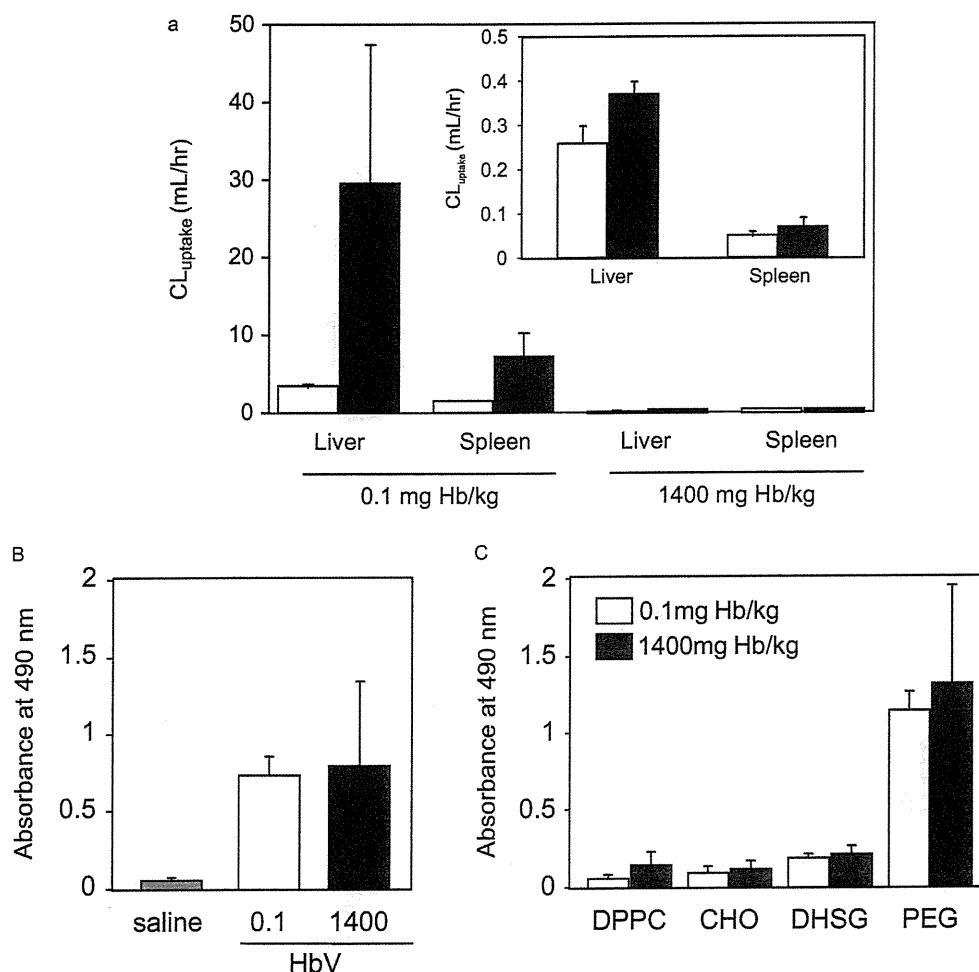 a
50
40
30
20
10
0
CLuptake (mL/hr)
0.5
0.4
0.3
0.2
0.1
0
CLuptake (mL/hr)
Liver Spleen
Liver Spleen Liver Spleen
0.1 mg Hb/kg 1400 mg Hb/kg
B
2
1.5
1
0.5
0
Absorbance at 490 nm
saline 0.1 1400
HbV
C
2
1.5
1
0.5
0
Absorbance at 490 nm
0.1mg Hb/kg
1400mg Hb/kg
DPPC CHO DHSG PEG